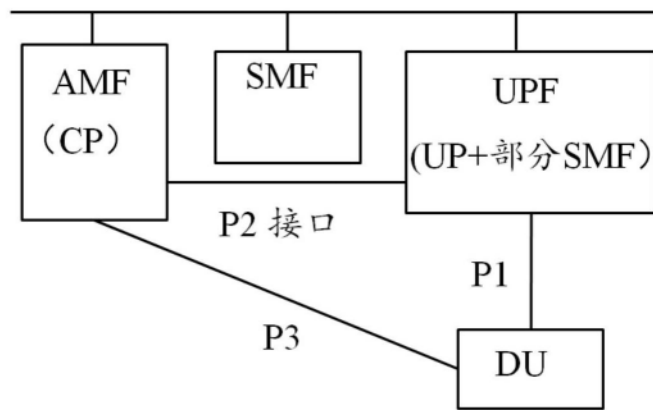 AMF
（CP）
SMF
UPF
(UP+部分SMF）
P2 接口
P1
P3
DU